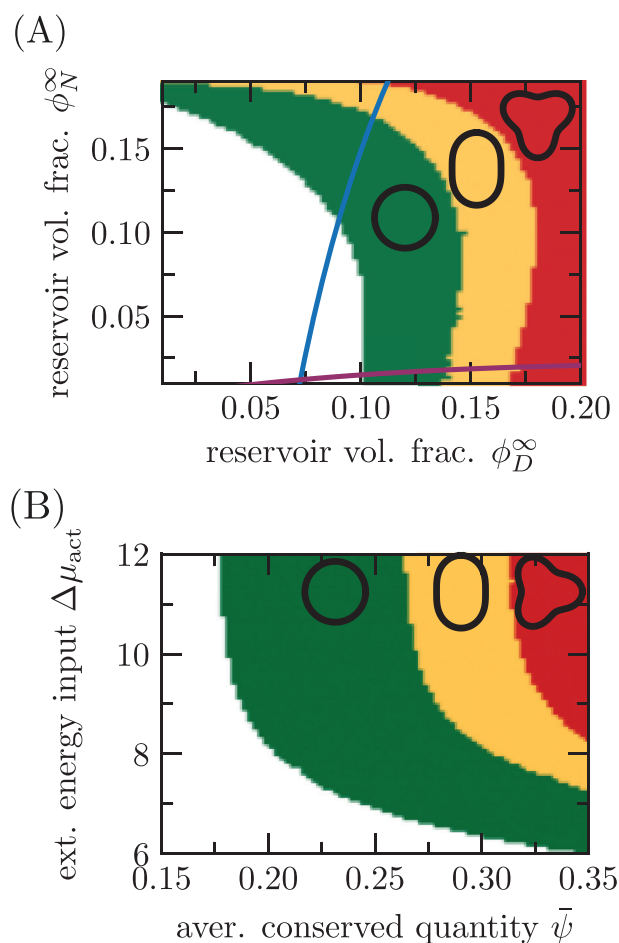 (A)
reservoir vol. frac. ϕ_N^∞
0.15
0.10
0.05
0.05 0.10 0.15 0.20
reservoir vol. frac. ϕ_D^∞
(B)
ext. energy input Δμ_act
12
10
8
6
0.15 0.20 0.25 0.30 0.35
aver. conserved quantity ψ̄